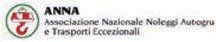 ANNA
Associazione Nazionale Noleggi Autogru
e Trasporti Eccezionali